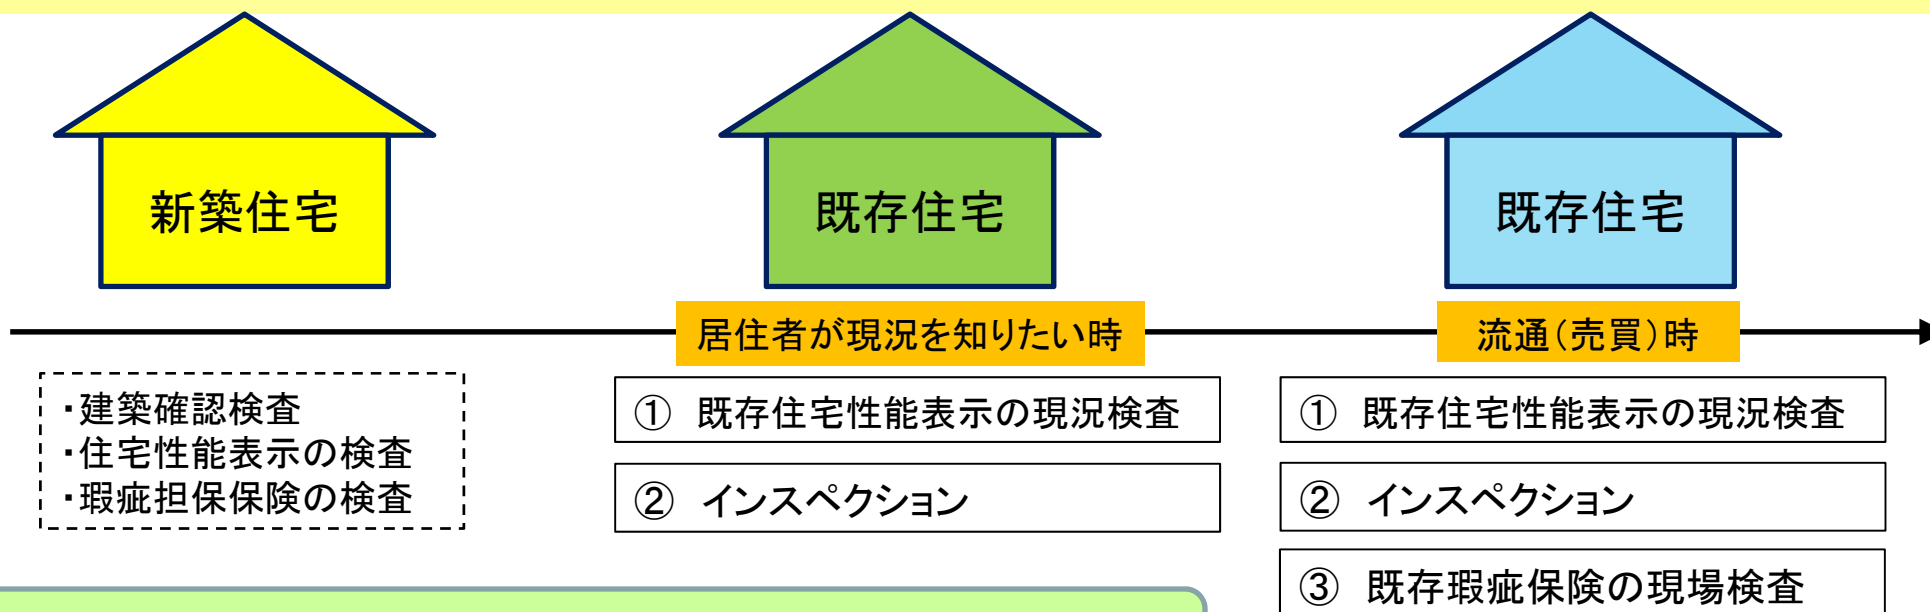 新築住宅
既存住宅
既存住宅
居住者が現況を知りたい時
流通(売買)時
・建築確認検査
・住宅性能表示の検査
・瑕疵担保保険の検査
① 既存住宅性能表示の現況検査
② インスペクション
① 既存住宅性能表示の現況検査
② インスペクション
③ 既存瑕疵保険の現場検査